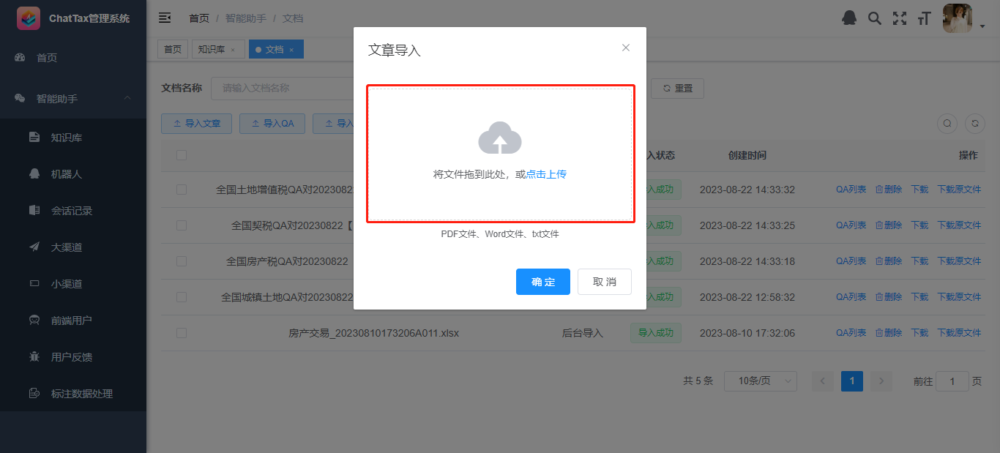 ChatTax管理系统
首页
智能助手
知识库
机器人
会话记录
大渠道
小渠道
前端用户
用户反馈
标注数据处理
首页 / 智能助手 / 文档
首页 知识库 × 文档 ×
文档名称 请输入文档名称 重置
导入文章 导入QA 导入
入状态 创建时间 操作
全国土地增值税QA对2023082 入成功 2023-08-22 14:33:32 QA列表 删除 下载 下载原文件
全国契税QA对20230822【 入成功 2023-08-22 14:33:25 QA列表 删除 下载 下载原文件
全国房产税QA对20230822 入成功 2023-08-22 14:33:18 QA列表 删除 下载 下载原文件
全国城镇土地QA对20230822 入成功 2023-08-22 12:58:32 QA列表 删除 下载 下载原文件
房产交易_20230810173206A011.xlsx 后台导入 导入成功 2023-08-10 17:32:06 QA列表 删除 下载 下载原文件
共 5 条 10条/页 1 前往 1 页
文章导入
将文件拖到此处，或点击上传
PDF文件、Word文件、txt文件
确 定 取 消